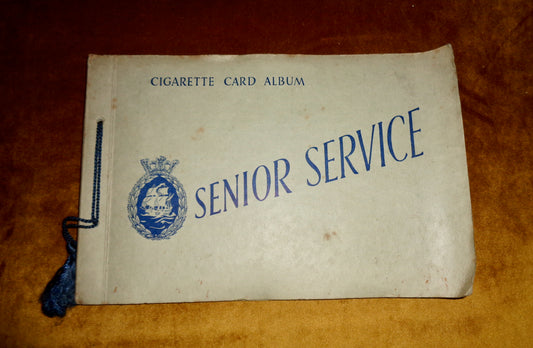 CIGARETTE CARD ALBUM
SENIOR SERVICE